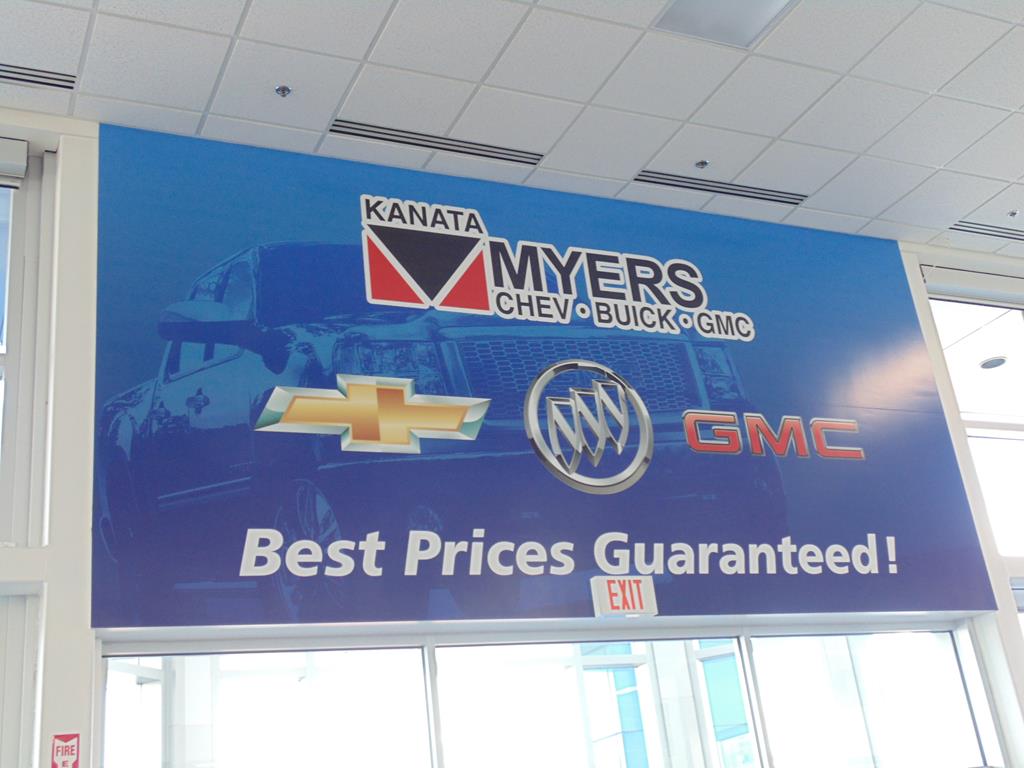 KANATA
MYERS
CHEV • BUICK • GMC
GMC
Best Prices Guaranteed!
EXIT
FIRE
E